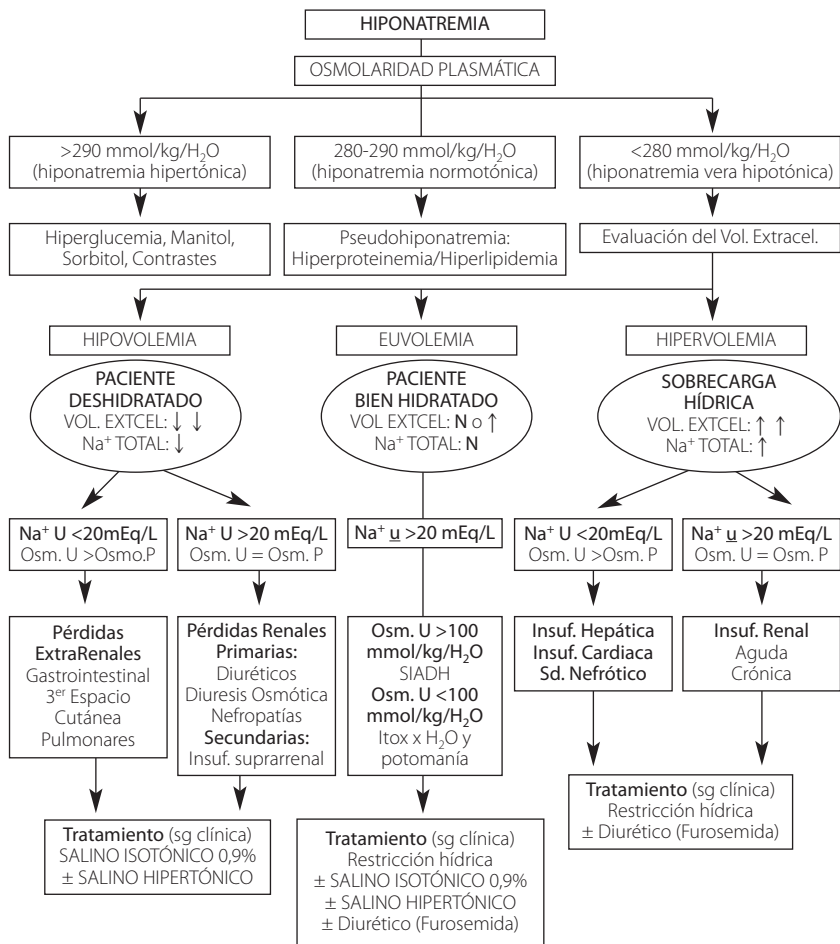 HIPONATREMIA
OSMOLARIDAD PLASMÁTICA
>290 mmol/kg/H₂O
(hiponatremia hipertónica)
280-290 mmol/kg/H₂O
(hiponatremia normotónica)
<280 mmol/kg/H₂O
(hiponatremia vera hipotónica)
Hiperglucemia, Manitol,
Sorbitol, Contrastes
Pseudohiponatremia:
Hiperproteinemia/Hiperlipidemia
Evaluación del Vol. Extracel.
HIPOVOLEMIA
EUVOLEMIA
HIPERVOLEMIA
PACIENTE
DESHIDRATADO
VOL. EXTCEL: ↓ ↓
Na⁺ TOTAL: ↓
PACIENTE
BIEN HIDRATADO
VOL EXTCEL: N o ↑
Na⁺ TOTAL: N
SOBRECARGA
HÍDRICA
VOL. EXTCEL: ↑ ↑
Na⁺ TOTAL: ↑
Na⁺ U <20mEq/L
Osm. U >Osmo.P
Na⁺ U >20 mEq/L
Osm. U = Osm. P
Na⁺ u >20 mEq/L
Na⁺ U <20mEq/L
Osm. U >Osm. P
Na⁺ u >20 mEq/L
Osm. U = Osm. P
Pérdidas
ExtraRenales
Gastrointestinal
3ᵉʳ Espacio
Cutánea
Pulmonares
Pérdidas Renales
Primarias:
Diuréticos
Diuresis Osmótica
Nefropatías
Secundarias:
Insuf. suprarrenal
Osm. U >100
mmol/kg/H₂O
SIADH
Osm. U <100
mmol/kg/H₂O
Itox x H₂O y
potomanía
Insuf. Hepática
Insuf. Cardiaca
Sd. Nefrótico
Insuf. Renal
Aguda
Crónica
Tratamiento (sg clínica)
SALINO ISOTÓNICO 0,9%
± SALINO HIPERTÓNICO
Tratamiento (sg clínica)
Restricción hídrica
± SALINO ISOTÓNICO 0,9%
± SALINO HIPERTÓNICO
± Diurético (Furosemida)
Tratamiento (sg clínica)
Restricción hídrica
± Diurético (Furosemida)